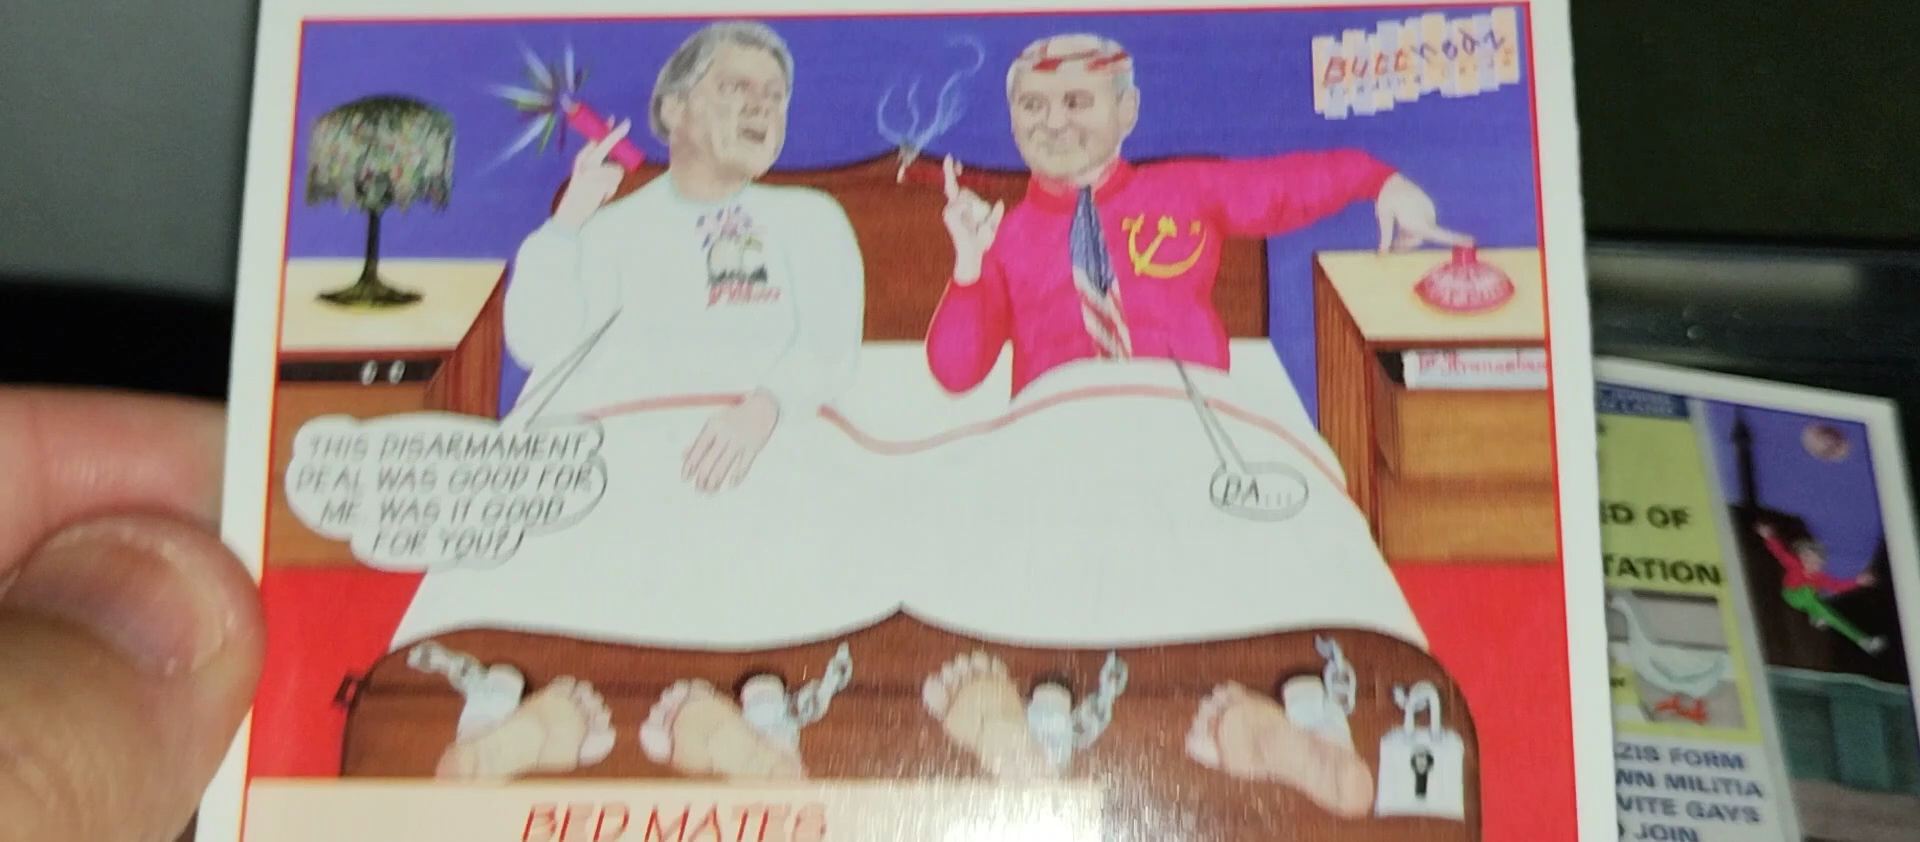 THIS DISARMAMENT
DEAL WAS GOOD FOR
ME. WAS IT GOOD
FOR YOU?
DA...
BED MATES
D OF
TATION
ZIS FORM
WN MILITIA
VITE GAYS
O JOIN